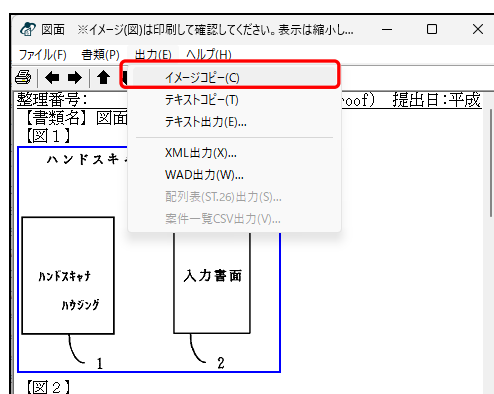 図面 ※イメージ(図)は印刷して確認してください。表示は縮小し...
ファイル(F) 書類(P) 出力(E) ヘルプ(H)
イメージコピー(C)
テキストコピー(T)
テキスト出力(E)...
XML出力(X)...
WAD出力(W)...
配列表(ST.26)出力(S)...
案件一覧CSV出力(V)...
整理番号: roof) 提出日:平成
【書類名】図面
【図1】
ハンドスキャ
ハンドスキャナ
ハウジング
入力書面
1
2
【図2】